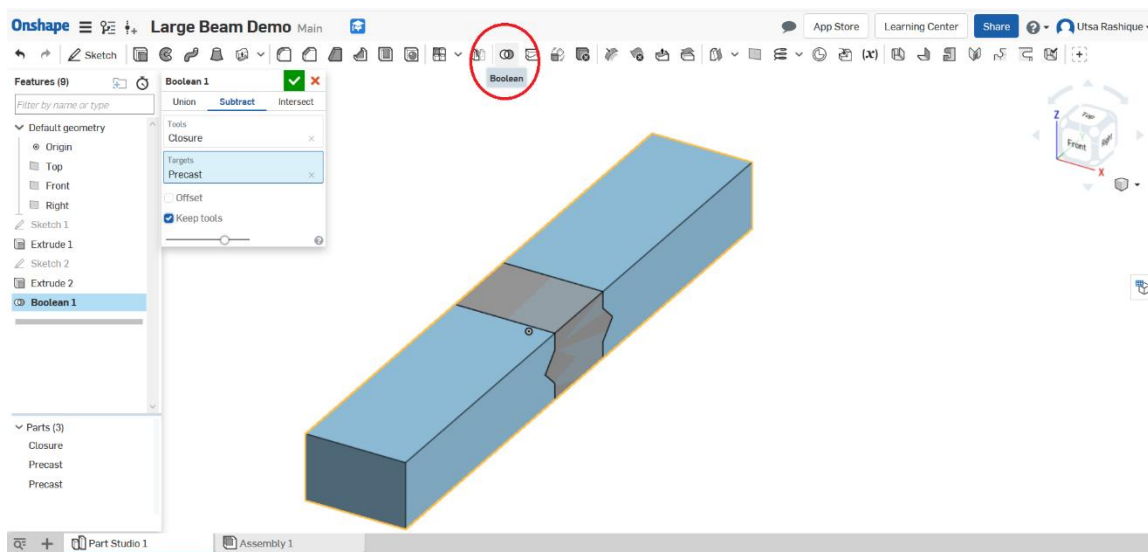 Onshape Large Beam Demo Main App Store Learning Center Share Utsa Rashique
Sketch (x)
Boolean
Features (9)
Filter by name or type
Default geometry
Origin
Top
Front
Right
Sketch 1
Extrude 1
Sketch 2
Extrude 2
Boolean 1
Boolean 1
Union Subtract Intersect
Tools
Closure
Targets
Precast
Offset
Keep tools
Z
Top
Front
Right
X
Parts (3)
Closure
Precast
Precast
Part Studio 1 Assembly 1